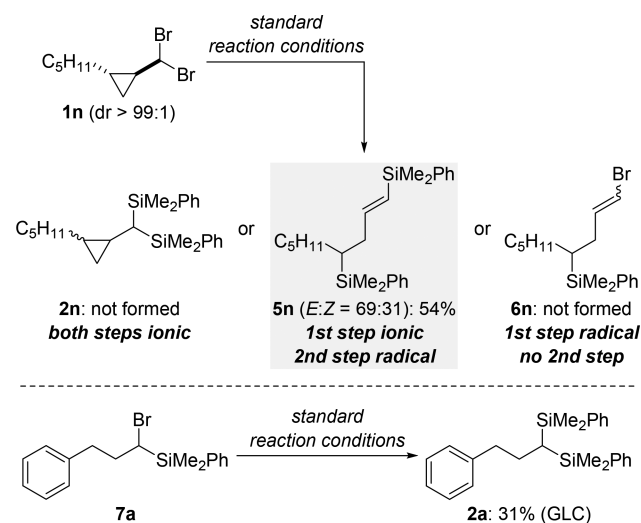 standard
reaction conditions
Br
Br
C5H11
1n (dr > 99:1)
SiMe2Ph
C5H11
SiMe2Ph
2n: not formed
both steps ionic
or
SiMe2Ph
C5H11
SiMe2Ph
5n (E:Z = 69:31): 54%
1st step ionic
2nd step radical
or
Br
C5H11
SiMe2Ph
6n: not formed
1st step radical
no 2nd step
Br
SiMe2Ph
7a
standard
reaction conditions
SiMe2Ph
SiMe2Ph
2a: 31% (GLC)